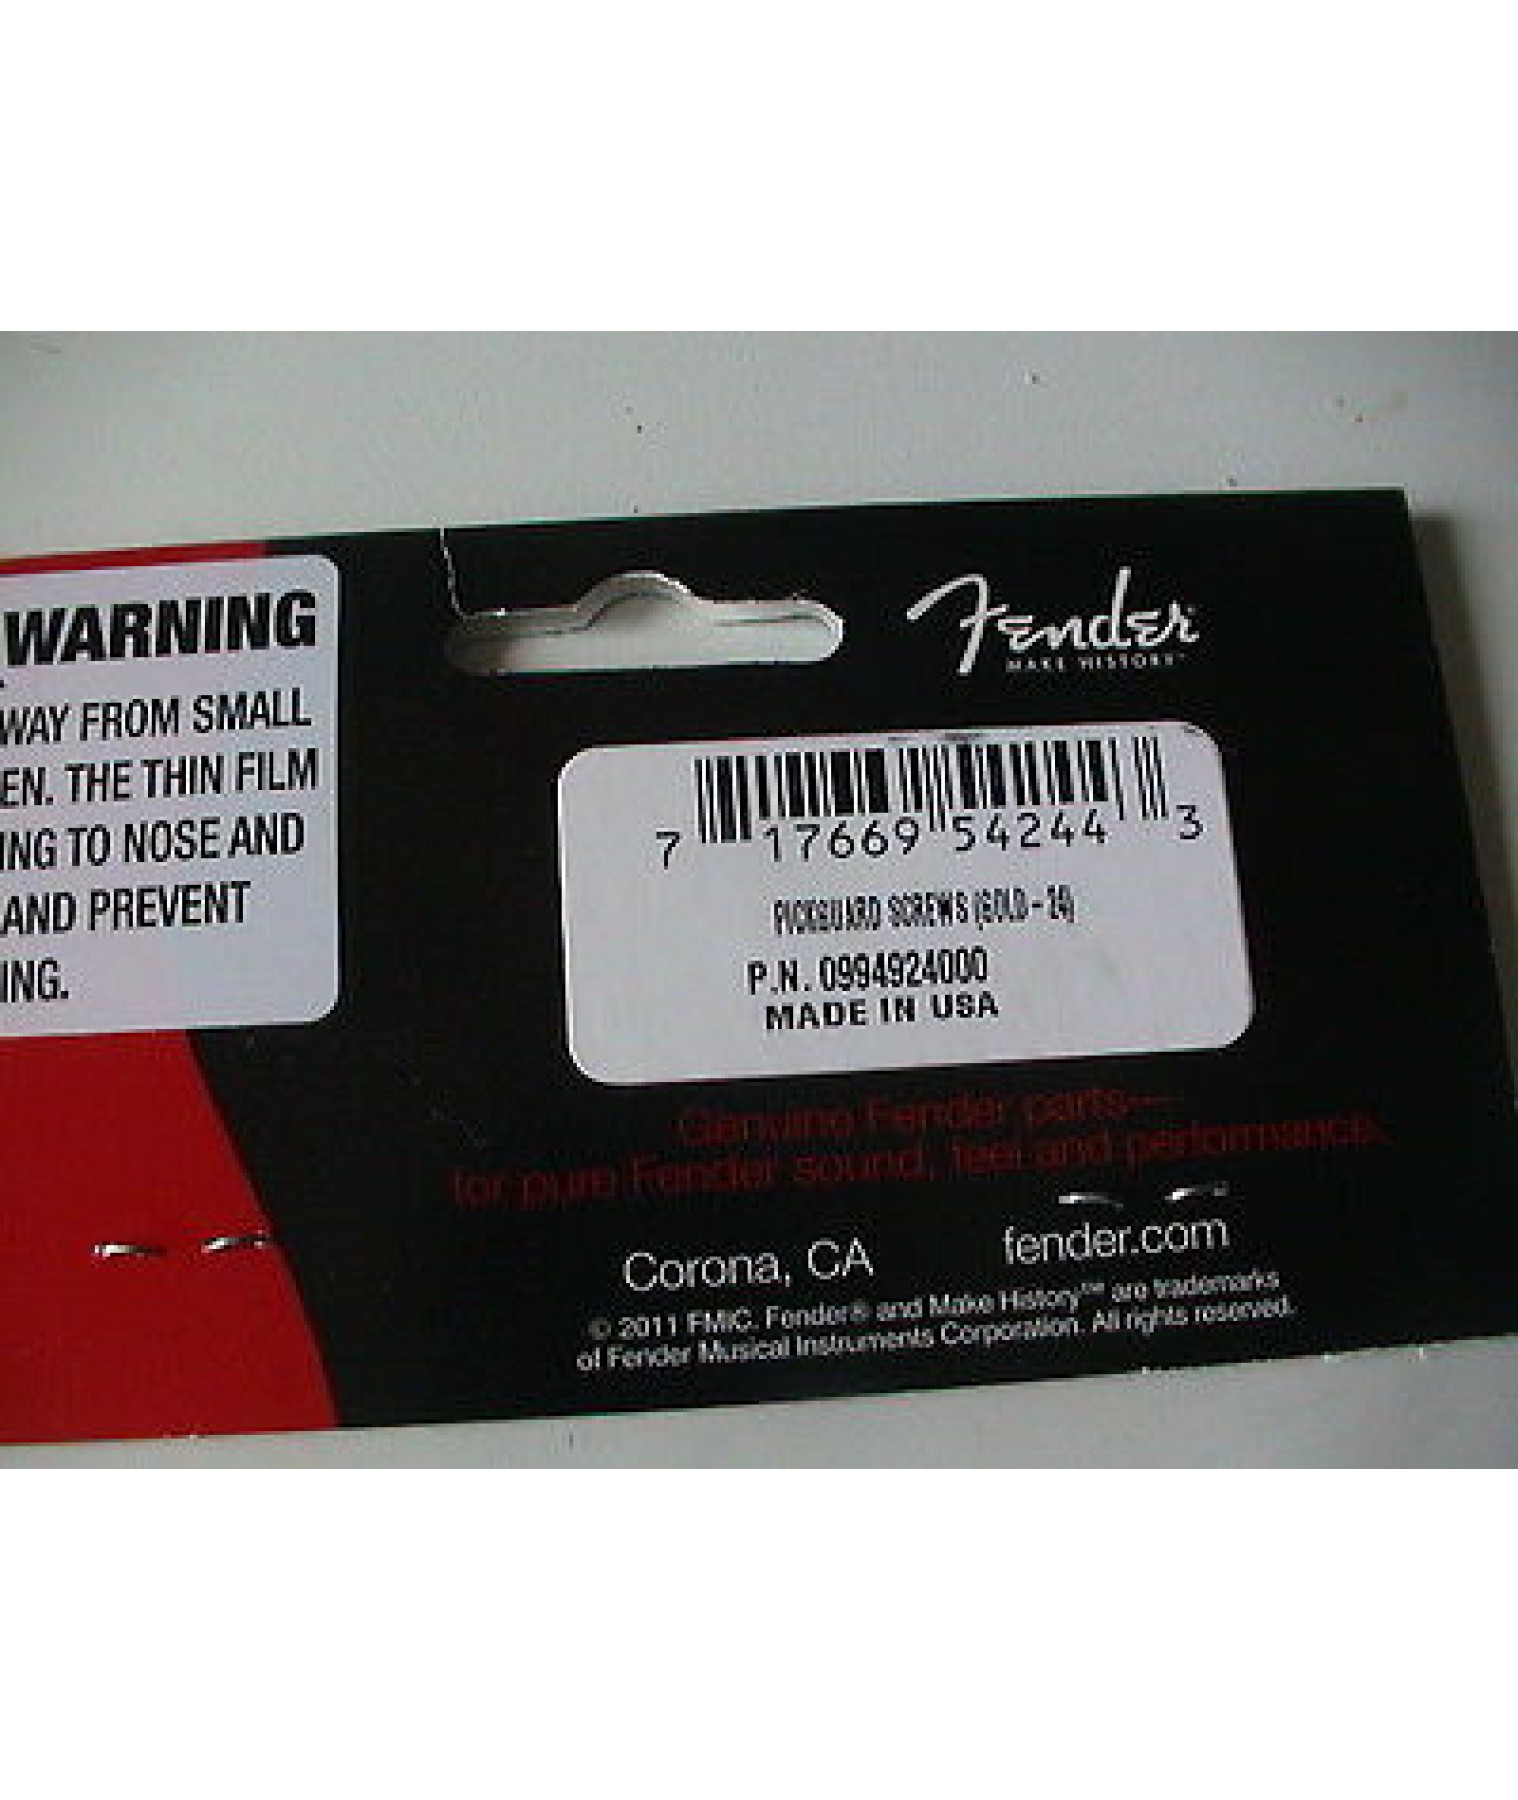 WARNING
WAY FROM SMALL
EN. THE THIN FILM
ING TO NOSE AND
AND PREVENT
ING.
Fender
MAKE HISTORY™
7 17669 54244 3
PICKGUARD SCREWS (GOLD - 24)
P.N. 0994924000
MADE IN USA
Genuine Fender parts—
for pure Fender sound, feel and performance.
Corona, CA
fender.com
© 2011 FMIC. Fender® and Make History™ are trademarks
of Fender Musical Instruments Corporation. All rights reserved.